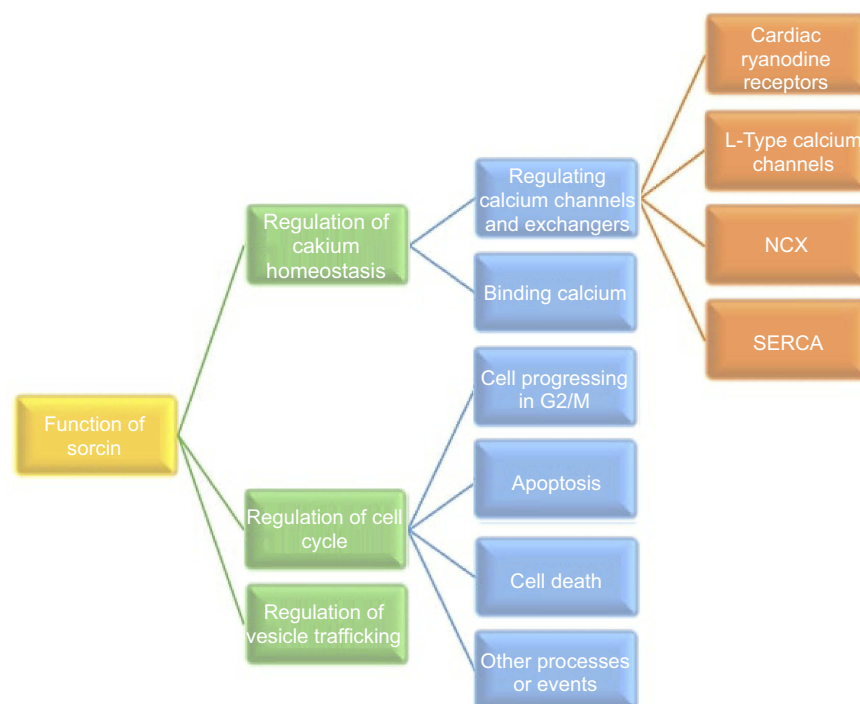 Function of
sorcin
Regulation of
cakium
homeostasis
Regulation of cell
cycle
Regulation of
vesicle trafficking
Regulating
calcium channels
and exchangers
Binding calcium
Cell progressing
in G2/M
Apoptosis
Cell death
Other processes
or events
Cardiac
ryanodine
receptors
L-Type calcium
channels
NCX
SERCA